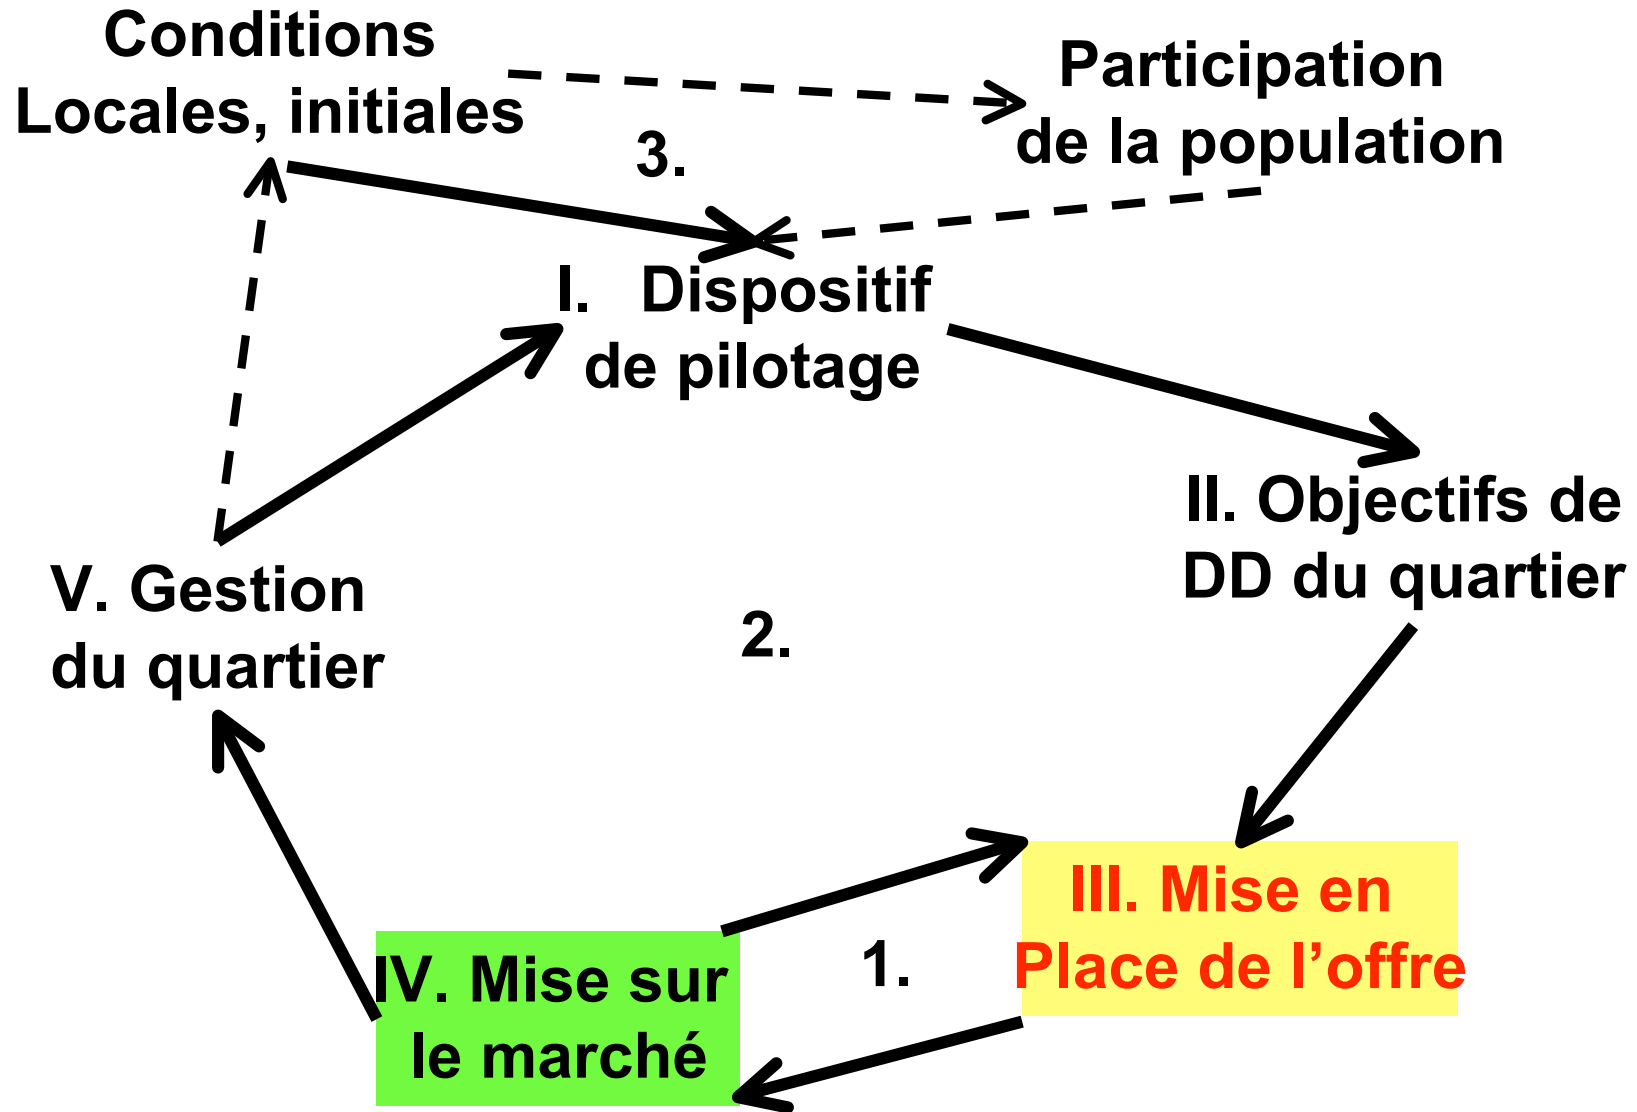 Conditions
Locales, initiales
Participation
de la population
3.
I. Dispositif
de pilotage
II. Objectifs de
DD du quartier
V. Gestion
du quartier
2.
III. Mise en
Place de l’offre
1.
IV. Mise sur
le marché